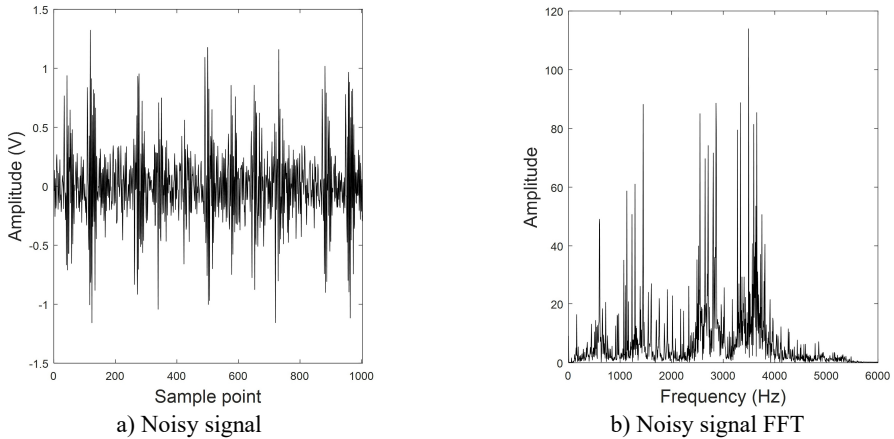 1.5
1
0.5
0
-0.5
-1
-1.5
0 200 400 600 800 1000
Amplitude (V)
Sample point
a) Noisy signal
120
100
80
60
40
20
0
0 1000 2000 3000 4000 5000 6000
Amplitude
Frequency (Hz)
b) Noisy signal FFT